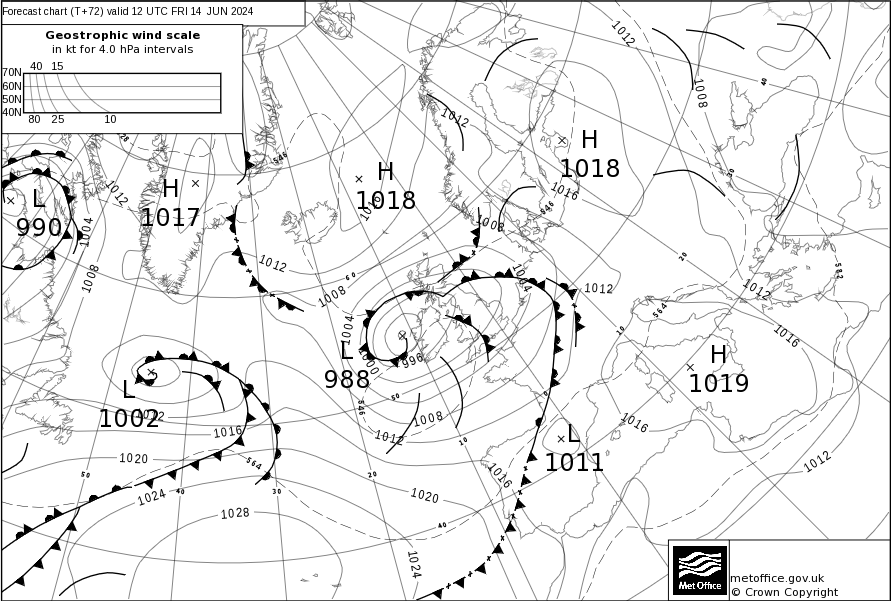 Forecast chart (T+72) valid 12 UTC FRI 14 JUN 2024
Geostrophic wind scale
in kt for 4.0 hPa intervals
40 15
70N
60N
50N
40N
80 25 10
1012
1008
40
1012
546
H
1018
H
1018
H
1017
L
990
1012
1016
1004
1008
546
30
20
582
1012
1008
60
1004
1012
1012
564
1016
10
1004
1000
996
L
988
H
1019
L
1002
1012
1016
546
50
1008
1012
10
0
1016
L
1011
1016
1012
1020
564
50
40
30
20
1024
1028
1020
40
1024
Met Office
metoffice.gov.uk
© Crown Copyright